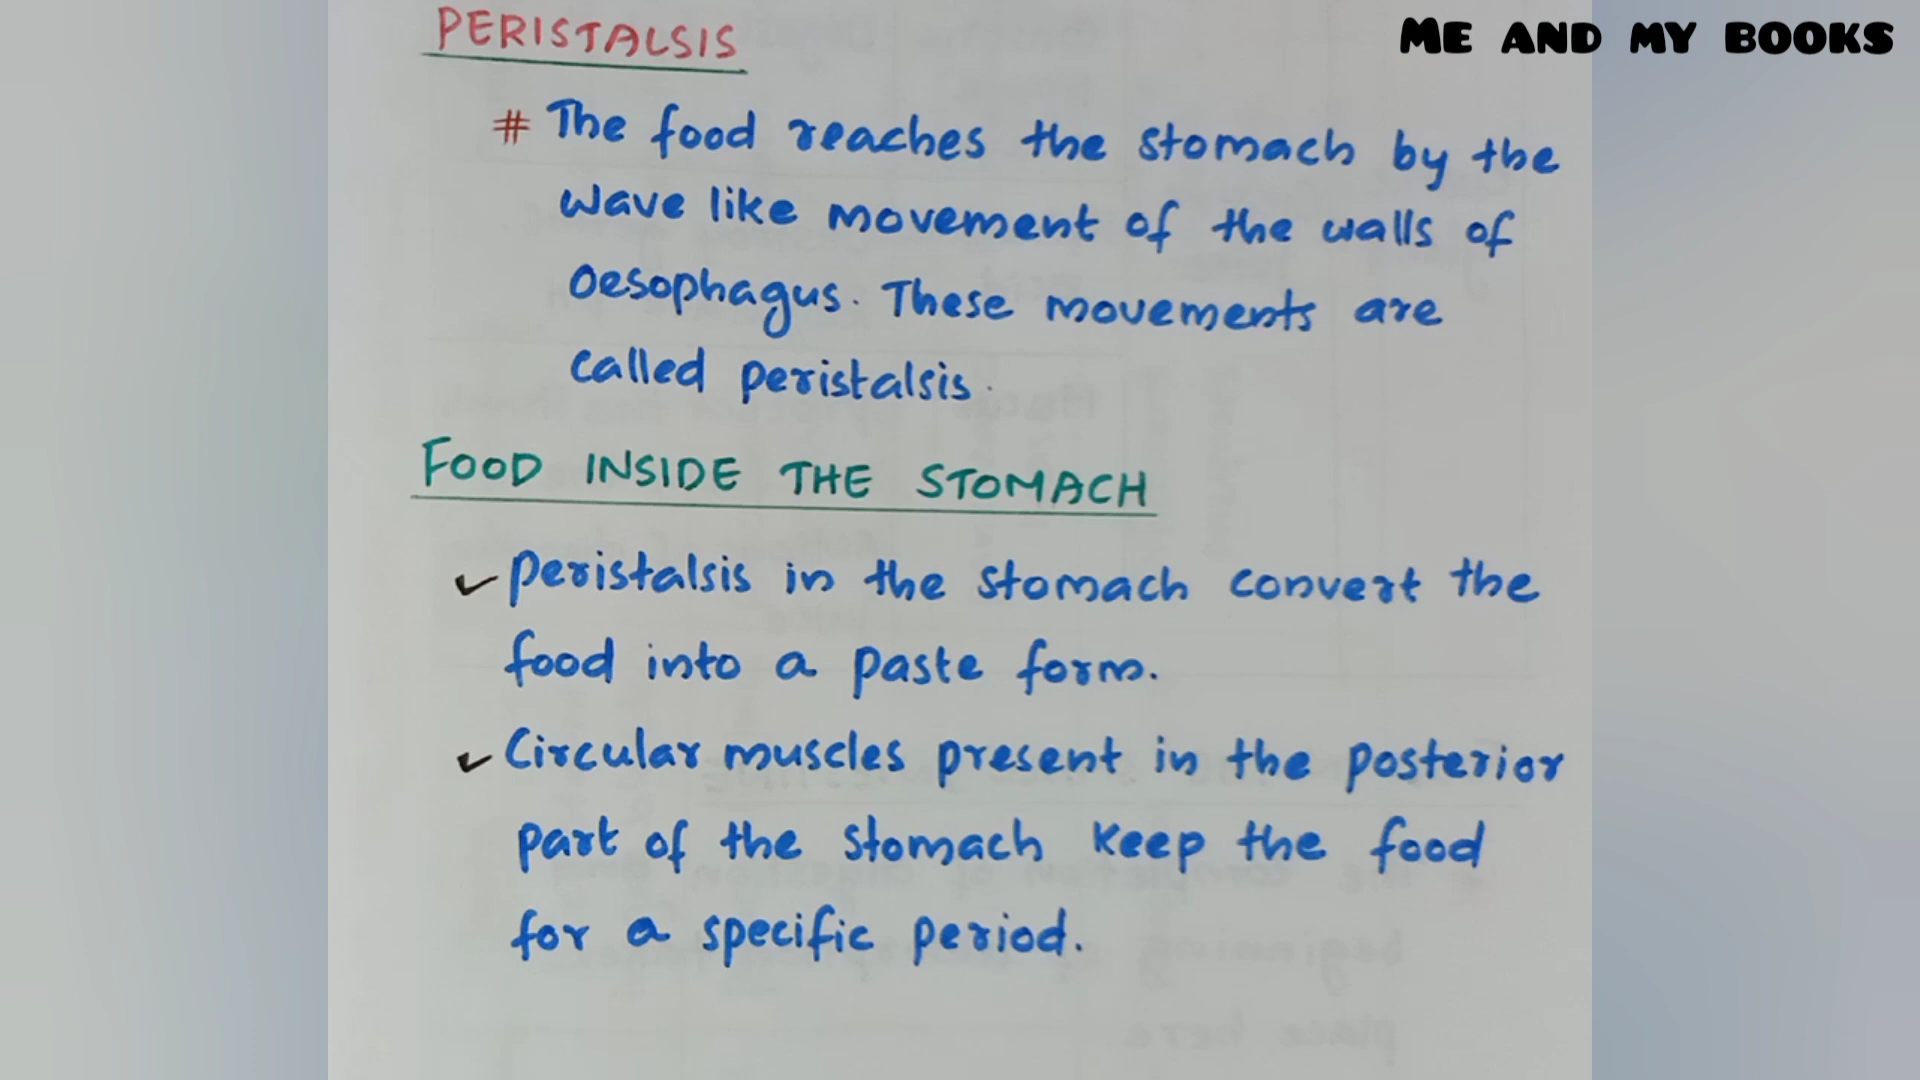 ME AND MY BOOKS
PERISTALSIS
# The food reaches the stomach by the
wave like movement of the walls of
Oesophagus. These movements are
called peristalsis.
FOOD INSIDE THE STOMACH
✓ Peristalsis in the stomach convert the
food into a paste form.
✓ Circular muscles present in the posterior
part of the stomach keep the food
for a specific period.